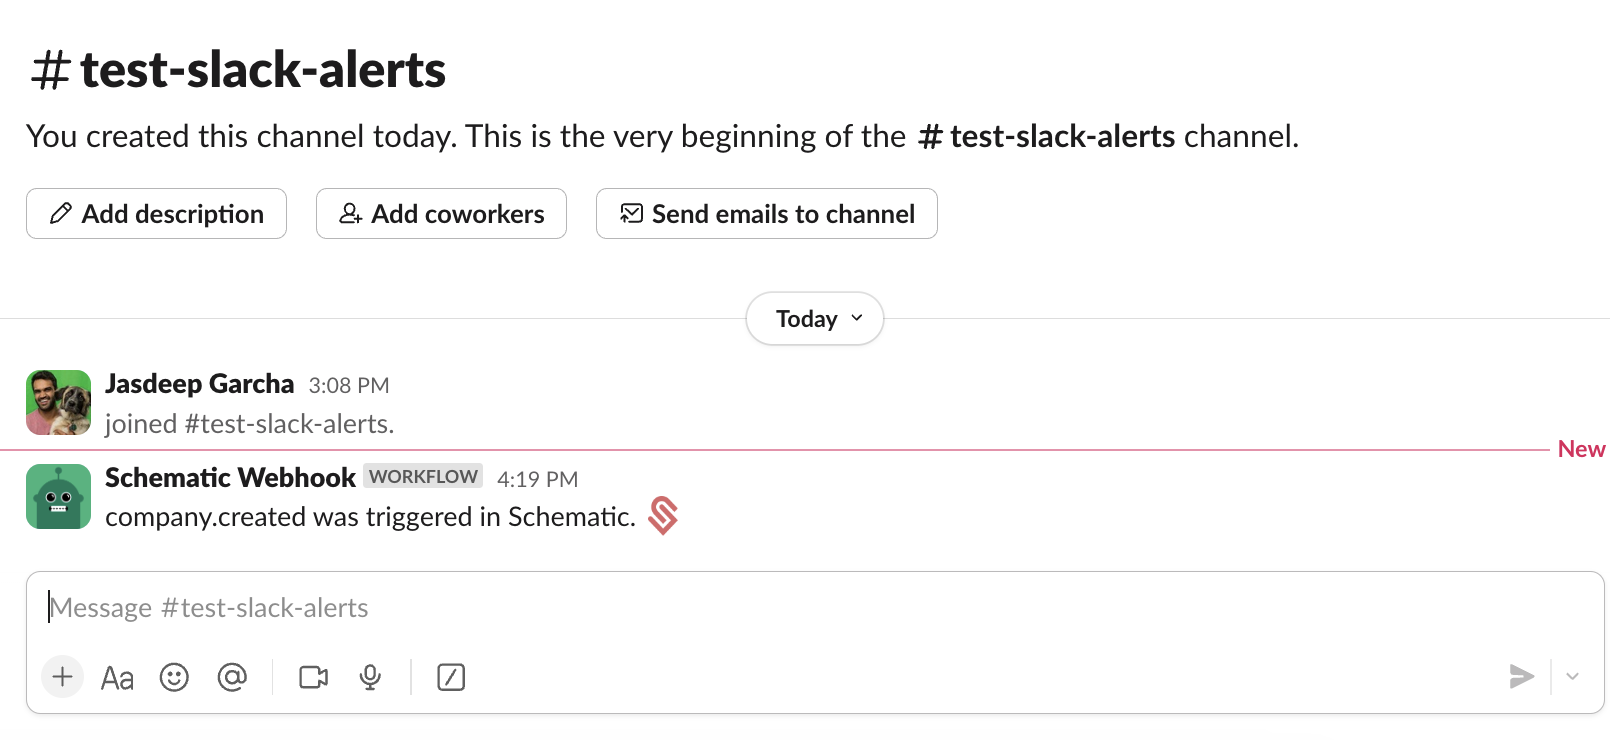 # test-slack-alerts
You created this channel today. This is the very beginning of the # test-slack-alerts channel.
Add description Add coworkers Send emails to channel
Today
Jasdeep Garcha 3:08 PM
joined #test-slack-alerts.
New
Schematic Webhook WORKFLOW 4:19 PM
company.created was triggered in Schematic.
Message #test-slack-alerts
Aa